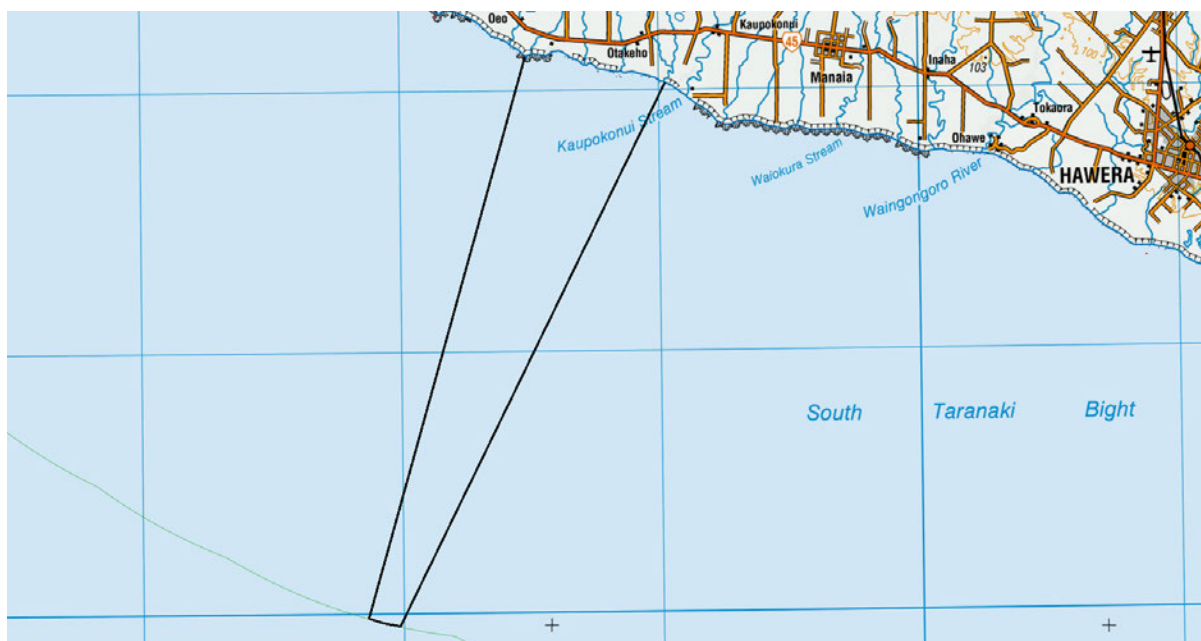 Oeo
Kaupokonui
45
Otakeho
Manaia
Inaha
103
100
Tokaora
Kaupokonui Stream
Ohawe
Waiokura Stream
HAWERA
Waingongoro River
South Taranaki Bight